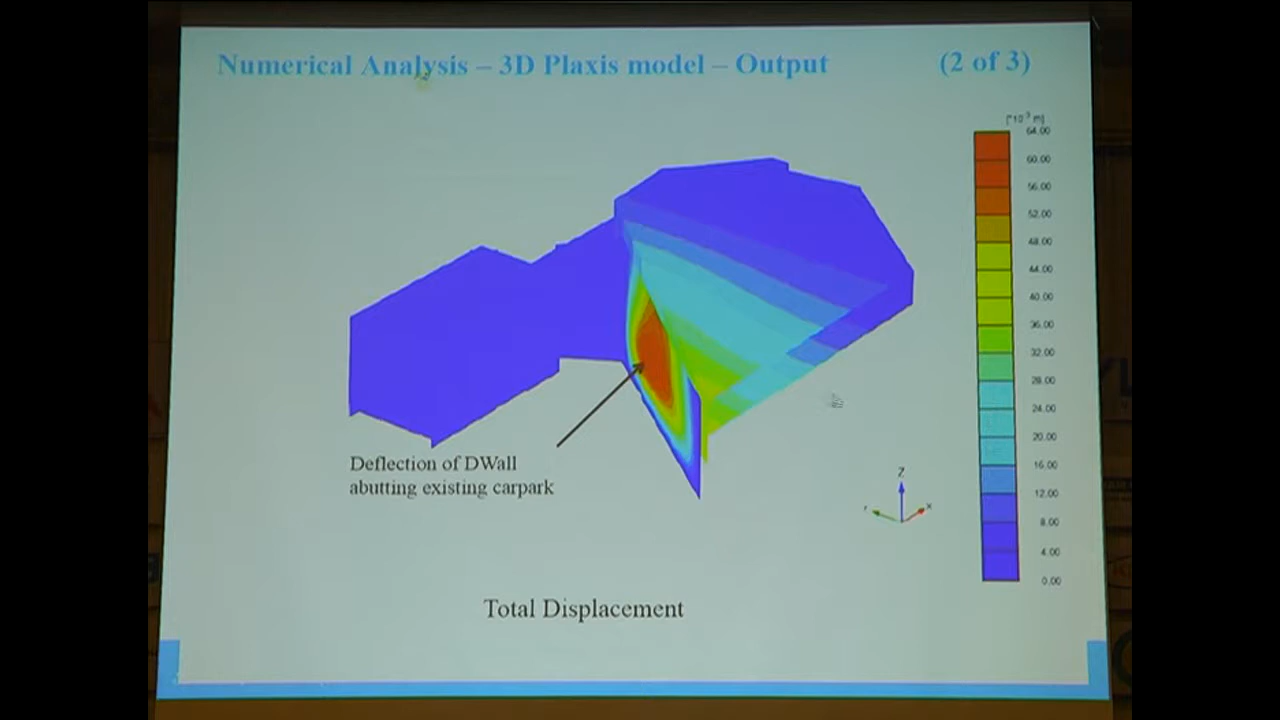 Numerical Analysis – 3D Plaxis model – Output (2 of 3)
[*10⁻³ m]
64.00
60.00
56.00
52.00
48.00
44.00
40.00
36.00
32.00
28.00
24.00
20.00
16.00
12.00
8.00
4.00
0.00
Deflection of DWall
abutting existing carpark
Z
X
Total Displacement